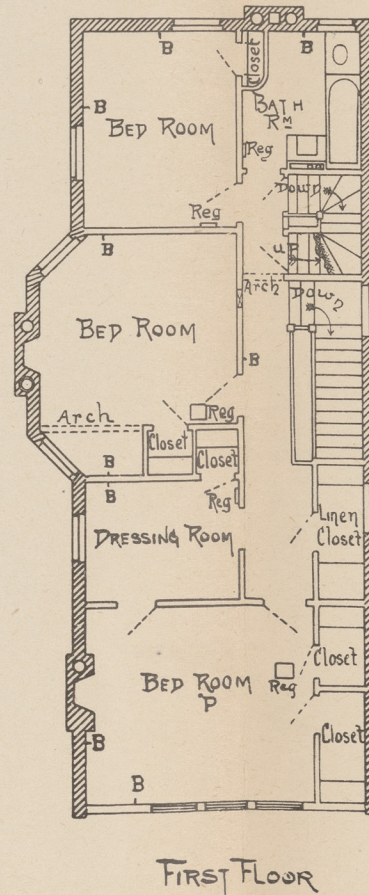 B
B
Closet
B
BED ROOM
BATH
RM
Reg
Reg
Down
UP
B
Arch
Down
BED ROOM
B
Arch
Reg
Closet
Closet
B
B
Reg
DRESSING ROOM
Linen
Closet
BED ROOM
P
Reg
Closet
Closet
B
B
FIRST FLOOR